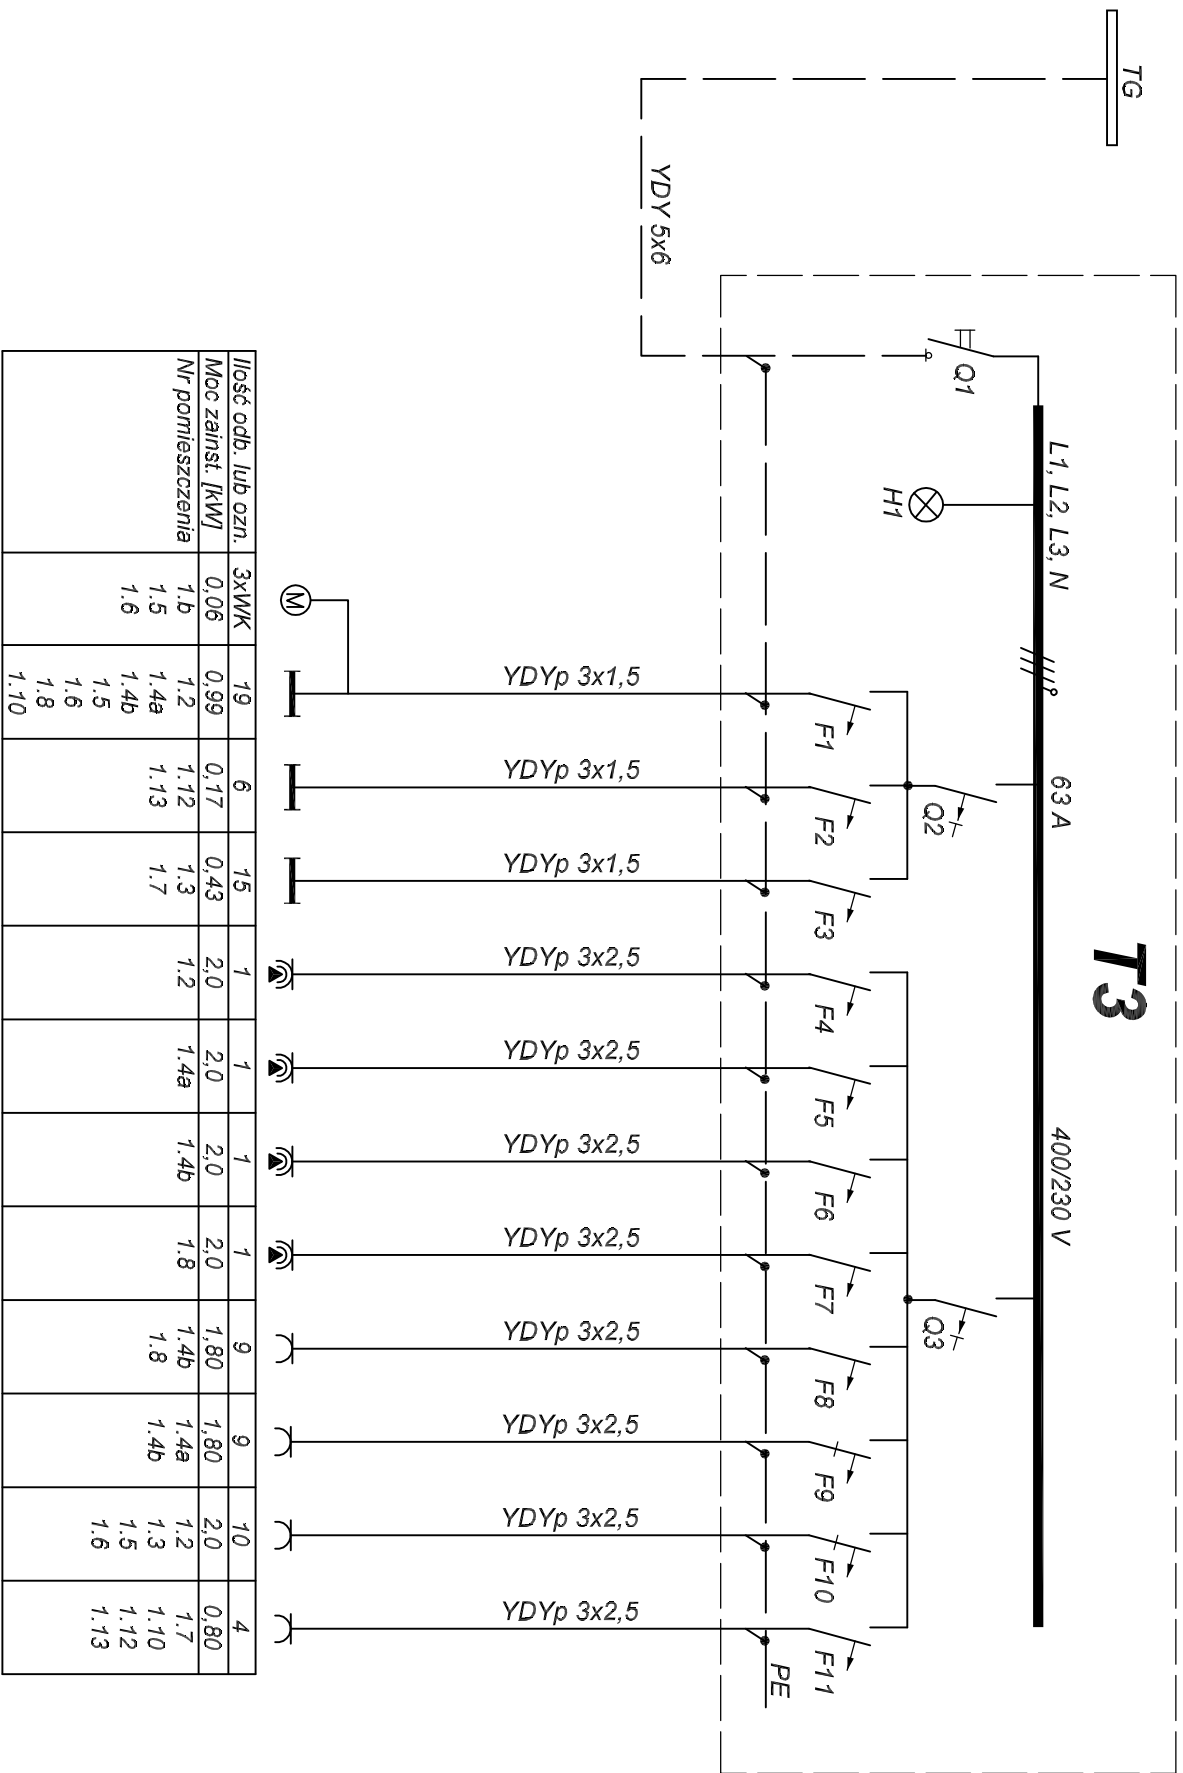 TG
YDY 5x6
T3
L1, L2, L3, N
63 A
400/230 V
Q1
H1
Q2
Q3
F1
F2
F3
F4
F5
F6
F7
F8
F9
F10
F11
PE
YDYp 3x1,5
YDYp 3x1,5
YDYp 3x1,5
YDYp 3x2,5
YDYp 3x2,5
YDYp 3x2,5
YDYp 3x2,5
YDYp 3x2,5
YDYp 3x2,5
YDYp 3x2,5
YDYp 3x2,5
M
Ilość odb. lub ozn. 3xWK 19 6 15 1 1 1 1 9 9 10 4
Moc zainst. [kW] 0,06 0,99 0,17 0,43 2,0 2,0 2,0 2,0 1,80 1,80 2,0 0,80
Nr pomieszczenia 1.b 1.2 1.12 1.3 1.2 1.4a 1.4b 1.8 1.4b 1.4a 1.2 1.7
1.5 1.4a 1.13 1.7 1.8 1.4b 1.3 1.10
1.6 1.4b 1.5 1.12
1.5 1.6 1.13
1.6
1.8
1.10